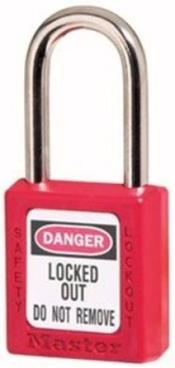 DANGER
LOCKED
OUT
DO NOT REMOVE
SAFETY
LOCKOUT
Master